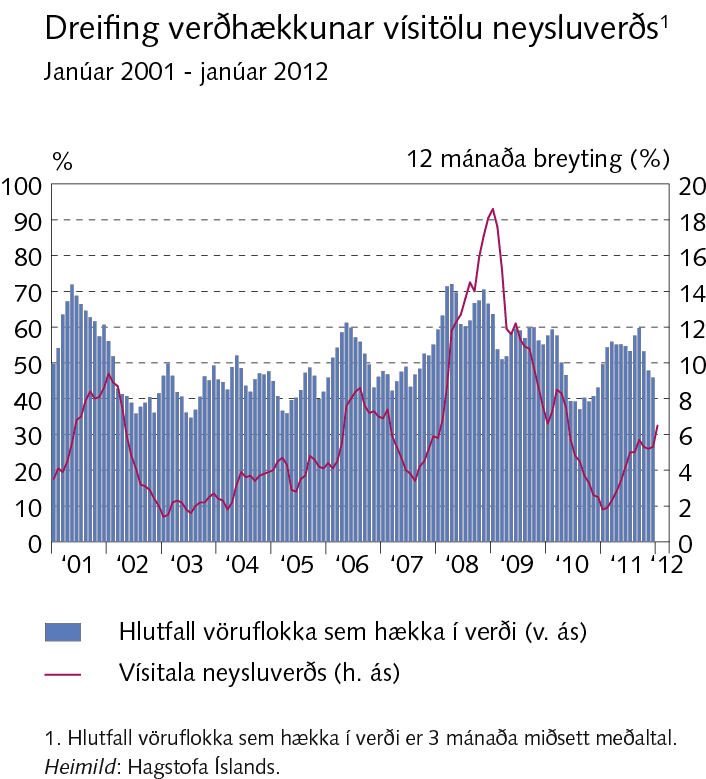 Dreifing verðhækkunar vísitölu neysluverðs¹
Janúar 2001 - janúar 2012
% 12 mánaða breyting (%)
100 20
90 18
80 16
70 14
60 12
50 10
40 8
30 6
20 4
10 2
0 0
‘01 ‘02 ‘03 ‘04 ‘05 ‘06 ‘07 ‘08 ‘09 ‘10 ‘11 ‘12
Hlutfall vöruflokka sem hækka í verði (v. ás)
Vísitala neysluverðs (h. ás)
1. Hlutfall vöruflokka sem hækka í verði er 3 mánaða miðsett meðaltal.
Heimild: Hagstofa Íslands.